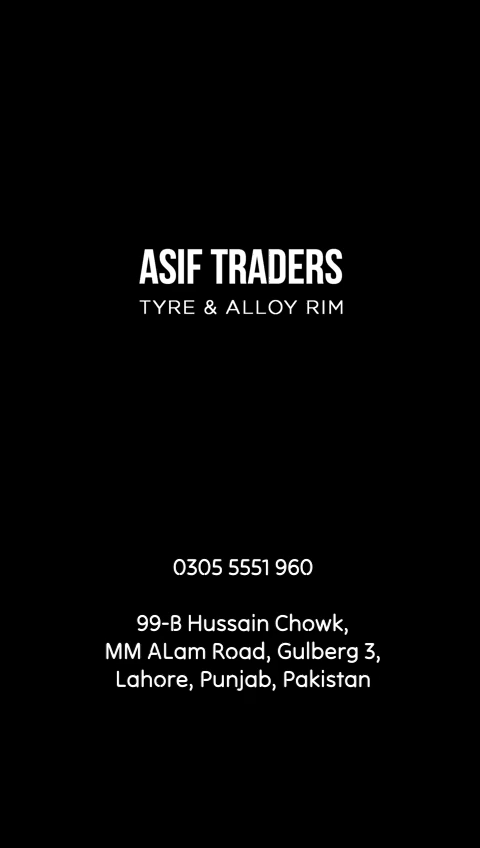 ASIF TRADERS
TYRE & ALLOY RIM
0305 5551 960
99-B Hussain Chowk,
MM ALam Road, Gulberg 3,
Lahore, Punjab, Pakistan